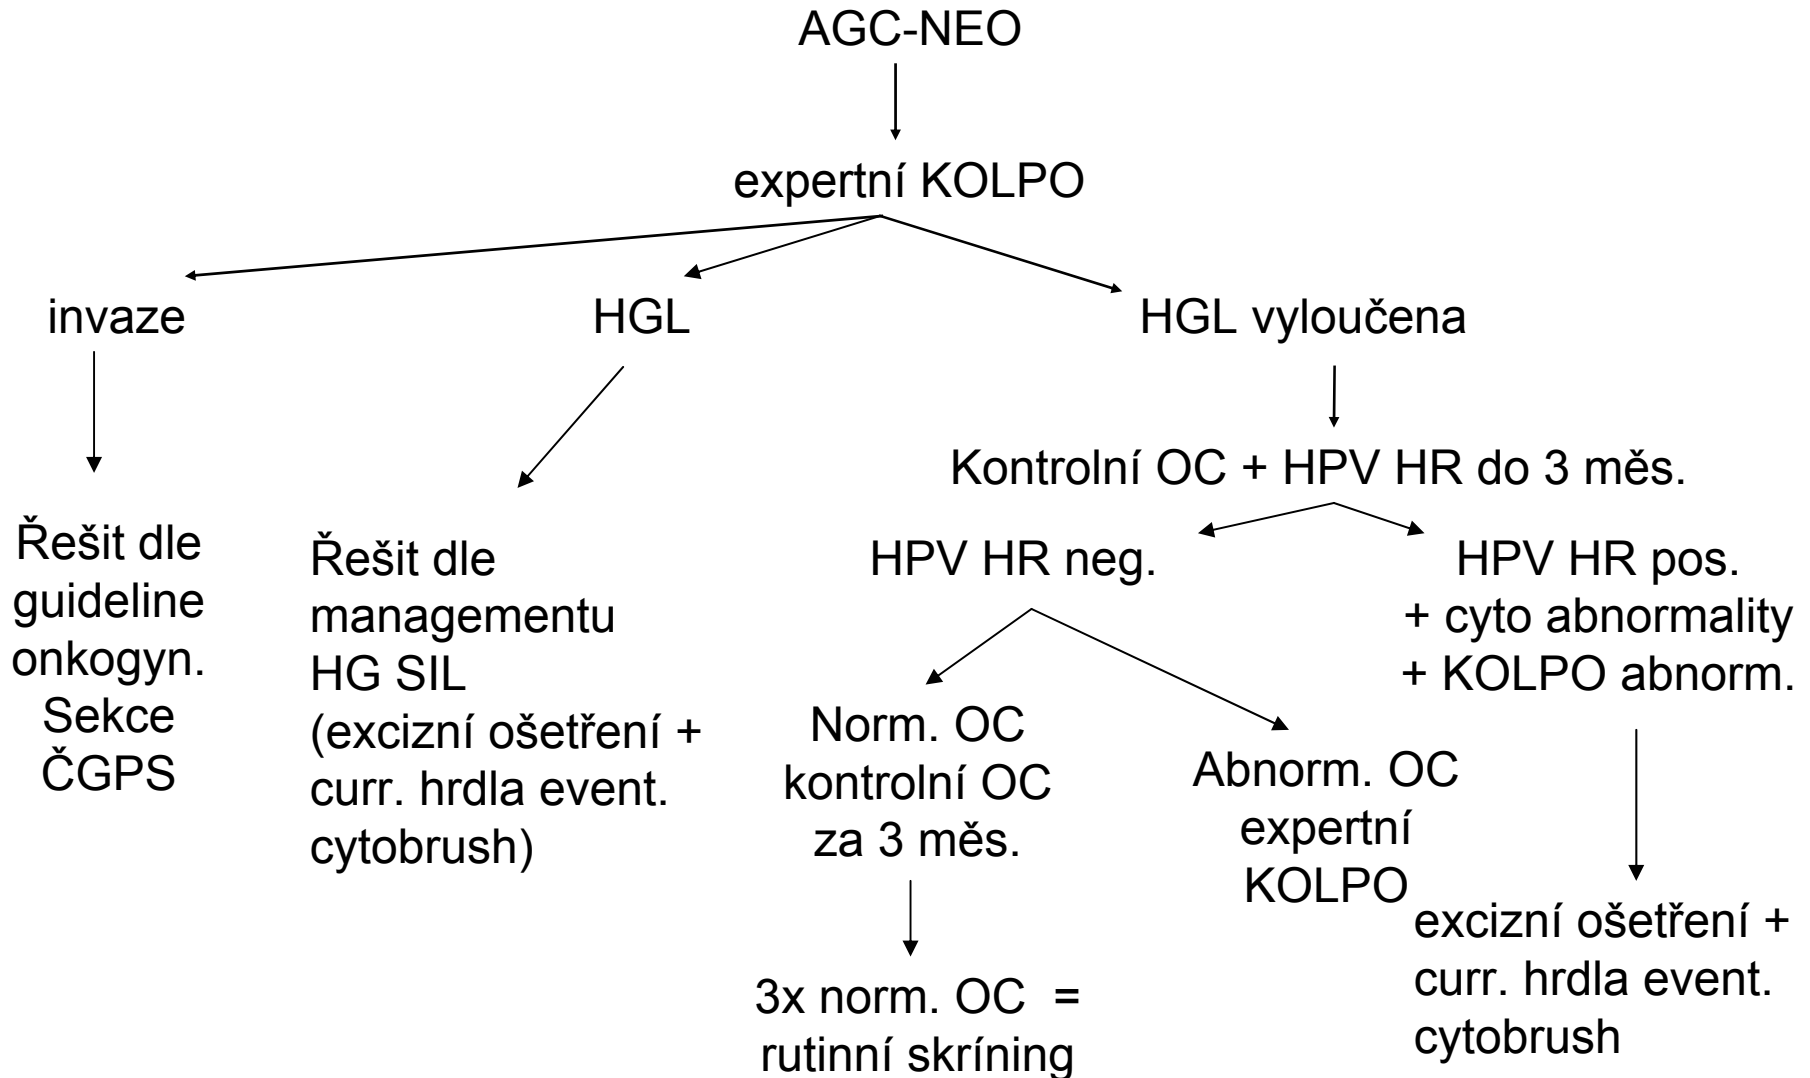 AGC-NEO
expertní KOLPO
invaze
HGL
HGL vyloučena
Kontrolní OC + HPV HR do 3 měs.
Řešit dle
guideline
onkogyn.
Sekce
ČGPS
Řešit dle
managementu
HG SIL
(excizní ošetření +
curr. hrdla event.
cytobrush)
HPV HR neg.
HPV HR pos.
+ cyto abnormality
+ KOLPO abnorm.
Norm. OC
kontrolní OC
za 3 měs.
Abnorm. OC
expertní
KOLPO
3x norm. OC =
rutinní skríning
excizní ošetření +
curr. hrdla event.
cytobrush